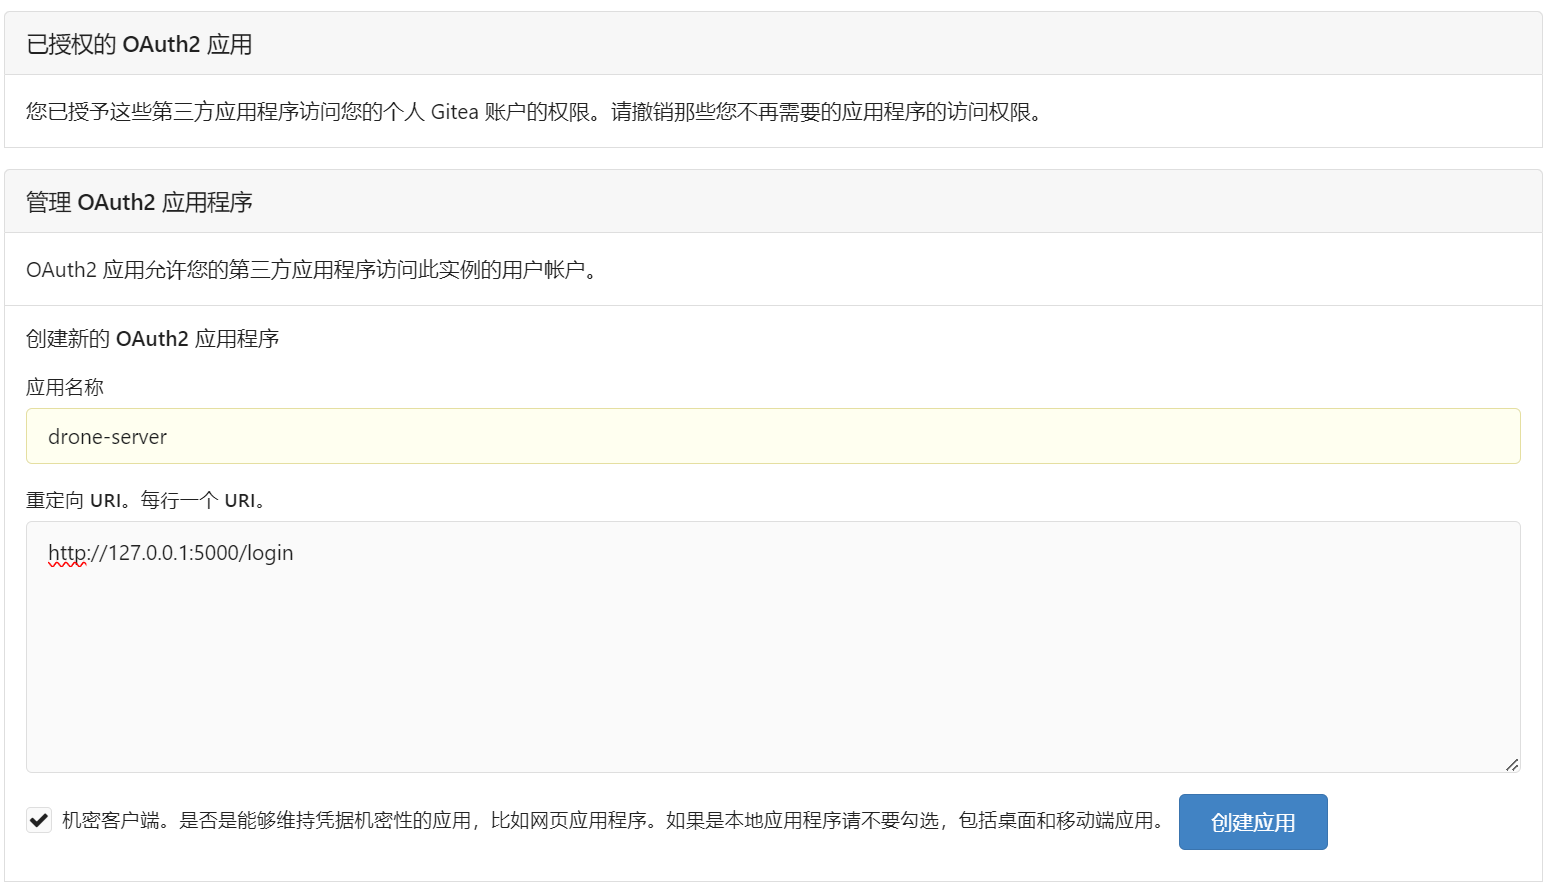 已授权的 OAuth2 应用
您已授予这些第三方应用程序访问您的个人 Gitea 账户的权限。请撤销那些您不再需要的应用程序的访问权限。
管理 OAuth2 应用程序
OAuth2 应用允许您的第三方应用程序访问此实例的用户帐户。
创建新的 OAuth2 应用程序
应用名称
drone-server
重定向 URI。每行一个 URI。
http://127.0.0.1:5000/login
机密客户端。是否是能够维持凭据机密性的应用，比如网页应用程序。如果是本地应用程序请不要勾选，包括桌面和移动端应用。 创建应用